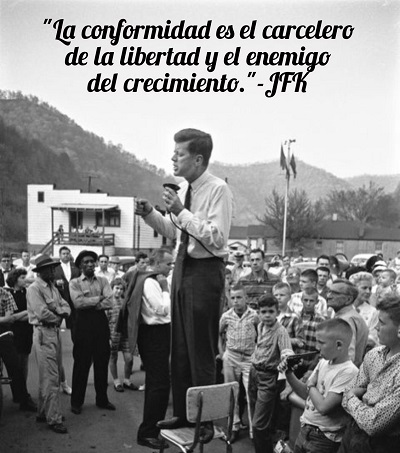 "La conformidad es el carcelero
de la libertad y el enemigo
del crecimiento."-JFK